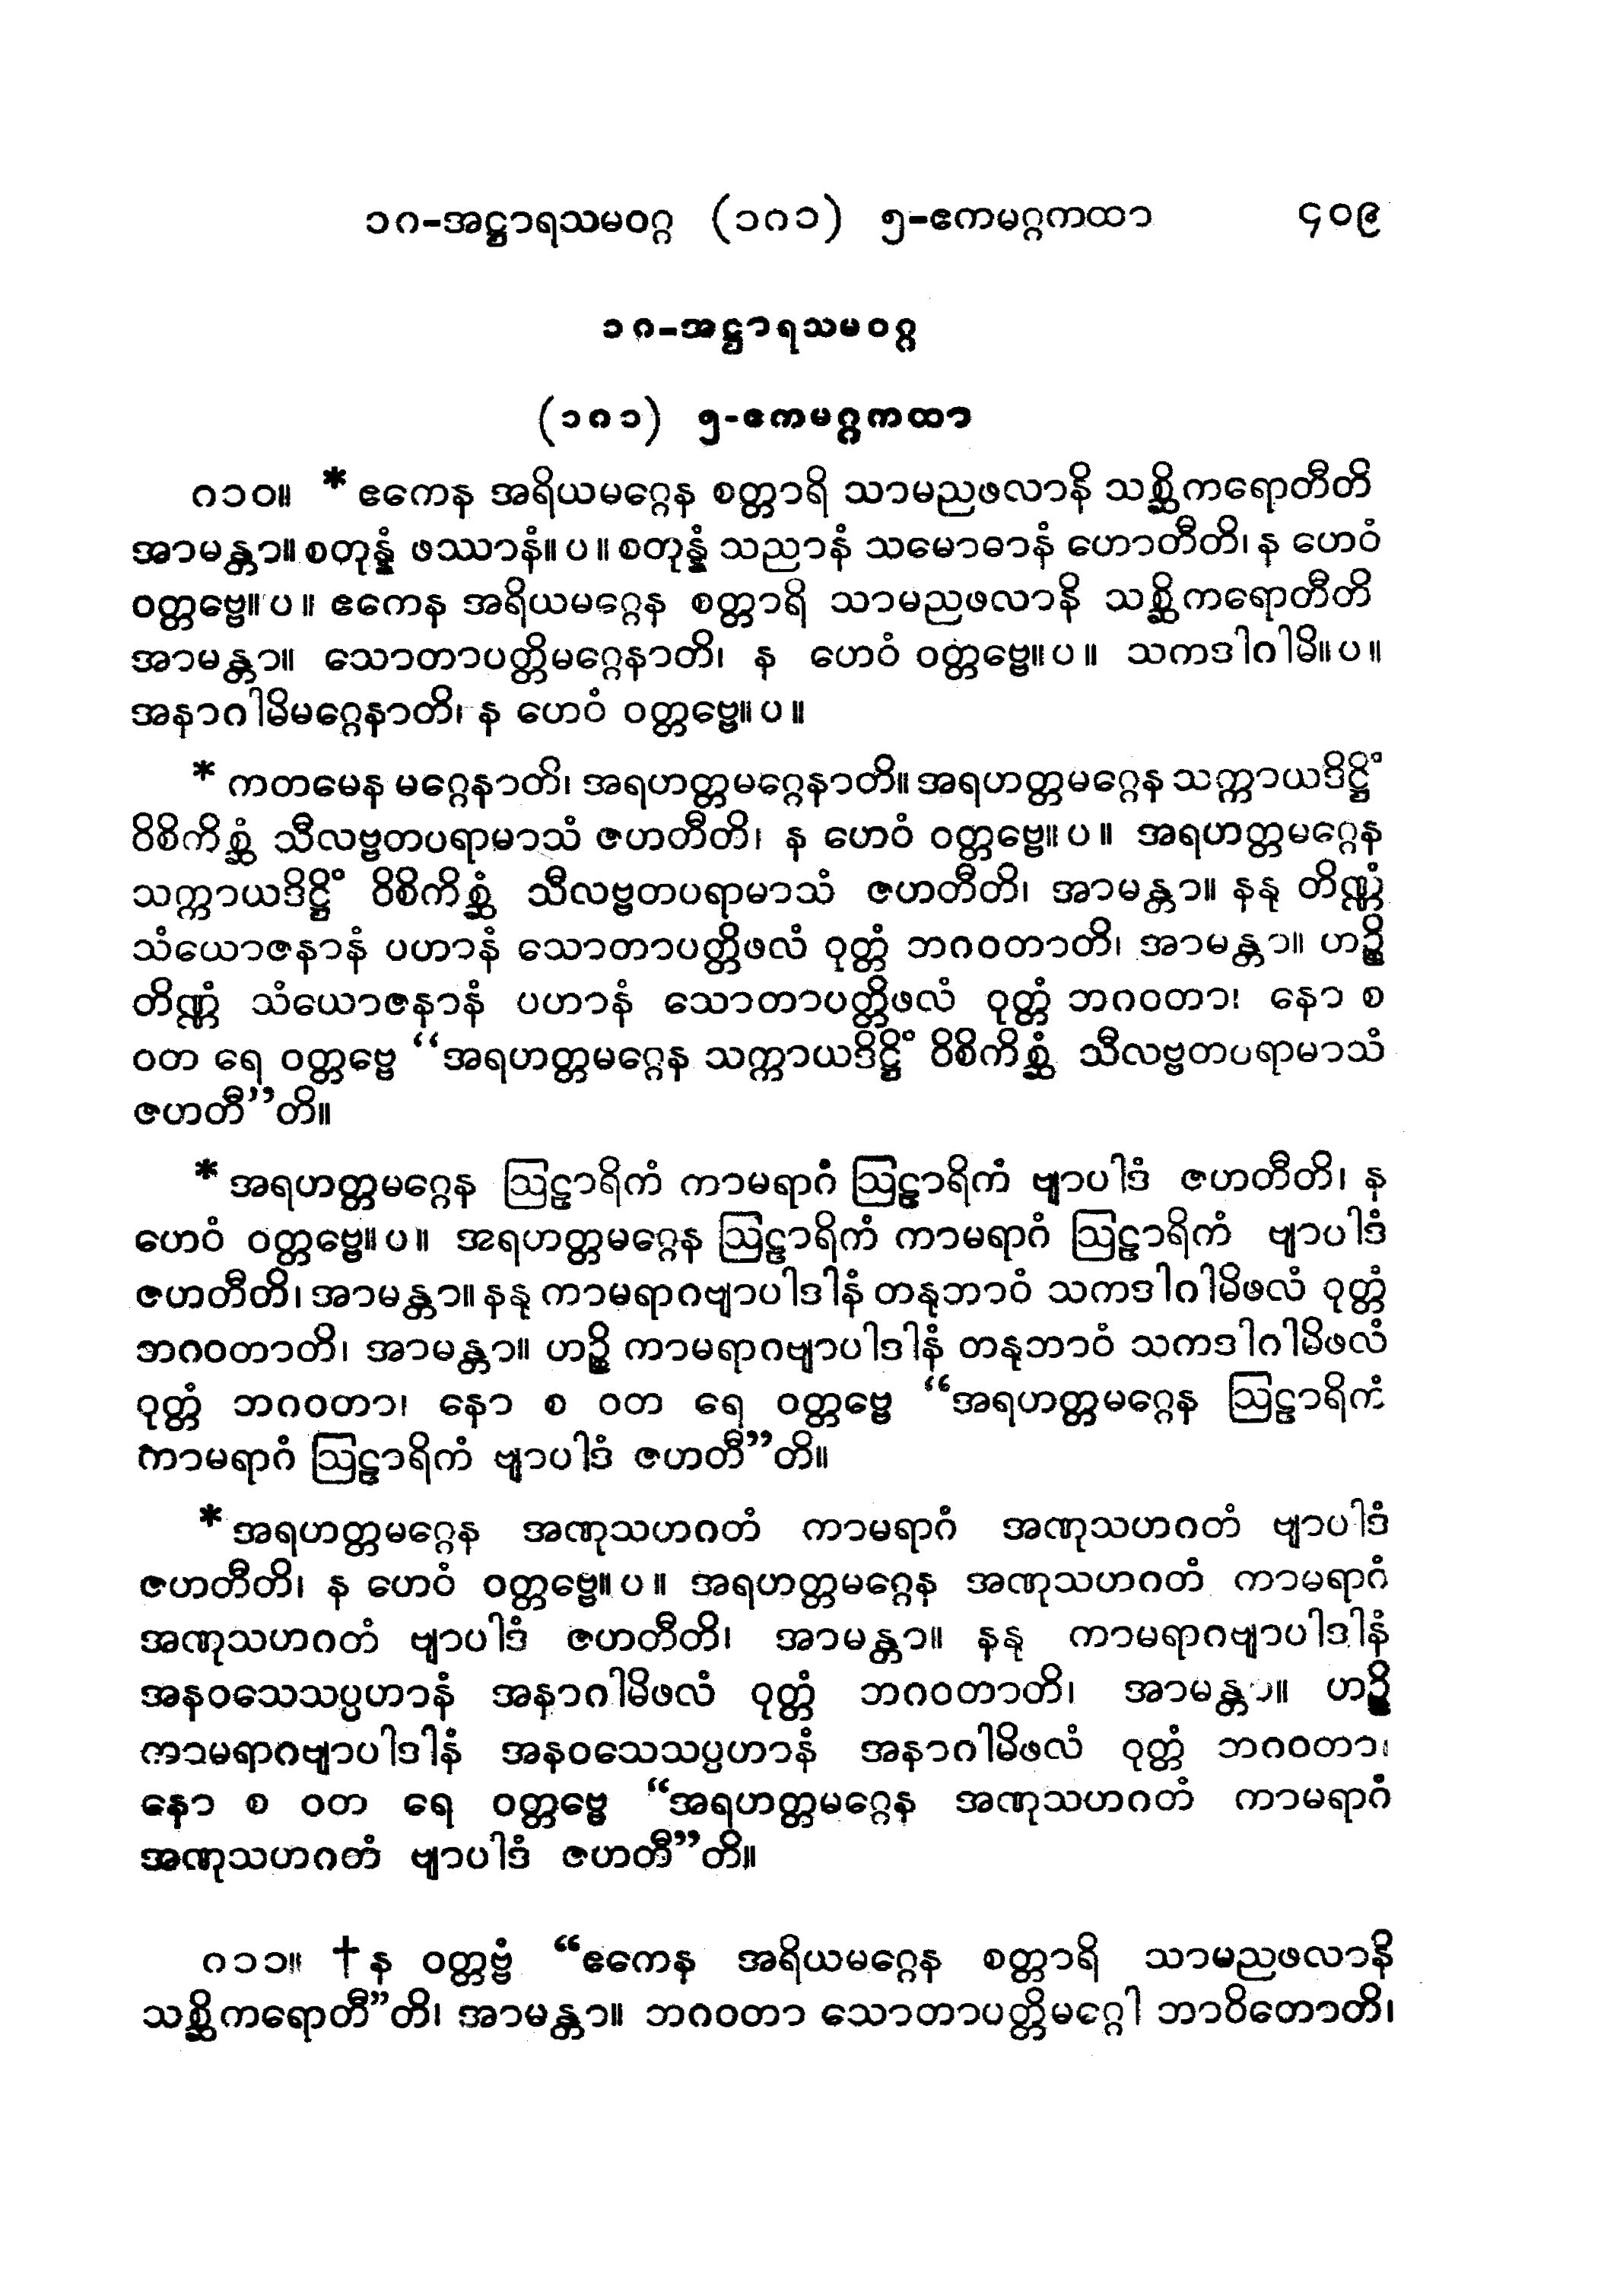 ၁၈-အဋ္ဌာရသမဝဂ္ဂ (၁၈၁) ၅-ဧကမဂ္ဂကထာ ၄၀၉
၁၈-အဋ္ဌာရသမဝဂ္ဂ
(၁၈၁) ၅-ဧကမဂ္ဂကထာ
၈၁၀။ * ဧကေန အရိယမဂ္ဂေန စတ္တာရိ သာမညဖလာနိ သစ္ဆိကရောတီတိ
အာမန္တာ။ စတုန္နံ ဖဿာနံ။ပ။ စတုန္နံ သညာနံ သမောဓာနံ ဟောတီတိ၊ န ဟေဝံ
ဝတ္တဗ္ဗေ။ပ။ ဧကေန အရိယမဂ္ဂေန စတ္တာရိ သာမညဖလာနိ သစ္ဆိကရောတီတိ
အာမန္တာ။ သောတာပတ္တိမဂ္ဂေနာတိ၊ န ဟေဝံ ဝတ္တဗ္ဗေ။ပ။ သကဒါဂါမိ။ပ။
အနာဂါမိမဂ္ဂေနာတိ၊ န ဟေဝံ ဝတ္တဗ္ဗေ။ပ။
* ကတမေန မဂ္ဂေနာတိ၊ အရဟတ္တမဂ္ဂေနာတိ။ အရဟတ္တမဂ္ဂေန သက္ကာယဒိဋ္ဌိံ
ဝိစိကိစ္ဆံ သီလဗ္ဗတပရာမာသံ ဇဟတီတိ၊ န ဟေဝံ ဝတ္တဗ္ဗေ။ပ။ အရဟတ္တမဂ္ဂေန
သက္ကာယဒိဋ္ဌိံ ဝိစိကိစ္ဆံ သီလဗ္ဗတပရာမာသံ ဇဟတီတိ၊ အာမန္တာ။ နနု တိဏ္ဏံ
သံယောဇနာနံ ပဟာနံ သောတာပတ္တိဖလံ ဝုတ္တံ ဘဂဝတာတိ၊ အာမန္တာ။ ဟဉ္စိ
တိဏ္ဏံ သံယောဇနာနံ ပဟာနံ သောတာပတ္တိဖလံ ဝုတ္တံ ဘဂဝတာ၊ နော စ
ဝတ ရေ ဝတ္တဗ္ဗေ “အရဟတ္တမဂ္ဂေန သက္ကာယဒိဋ္ဌိံ ဝိစိကိစ္ဆံ သီလဗ္ဗတပရာမာသံ
ဇဟတီ”တိ။
* အရဟတ္တမဂ္ဂေန ဩဠာရိကံ ကာမရာဂံ ဩဠာရိကံ ဗျာပါဒံ ဇဟတီတိ၊ န
ဟေဝံ ဝတ္တဗ္ဗေ။ပ။ အရဟတ္တမဂ္ဂေန ဩဠာရိကံ ကာမရာဂံ ဩဠာရိကံ ဗျာပါဒံ
ဇဟတီတိ၊ အာမန္တာ။ နနု ကာမရာဂဗျာပါဒါနံ တနုဘာဝံ သကဒါဂါမိဖလံ ဝုတ္တံ
ဘဂဝတာတိ၊ အာမန္တာ။ ဟဉ္စိ ကာမရာဂဗျာပါဒါနံ တနုဘာဝံ သကဒါဂါမိဖလံ
ဝုတ္တံ ဘဂဝတာ၊ နော စ ဝတ ရေ ဝတ္တဗ္ဗေ “အရဟတ္တမဂ္ဂေန ဩဠာရိကံ
ကာမရာဂံ ဩဠာရိကံ ဗျာပါဒံ ဇဟတီ”တိ။
* အရဟတ္တမဂ္ဂေန အဏုသဟဂတံ ကာမရာဂံ အဏုသဟဂတံ ဗျာပါဒံ
ဇဟတီတိ၊ န ဟေဝံ ဝတ္တဗ္ဗေ။ပ။ အရဟတ္တမဂ္ဂေန အဏုသဟဂတံ ကာမရာဂံ
အဏုသဟဂတံ ဗျာပါဒံ ဇဟတီတိ၊ အာမန္တာ။ နနု ကာမရာဂဗျာပါဒါနံ
အနဝသေသပ္ပဟာနံ အနာဂါမိဖလံ ဝုတ္တံ ဘဂဝတာတိ၊ အာမန္တာ။ ဟဉ္စိ
ကာမရာဂဗျာပါဒါနံ အနဝသေသပ္ပဟာနံ အနာဂါမိဖလံ ဝုတ္တံ ဘဂဝတာ၊
နော စ ဝတ ရေ ဝတ္တဗ္ဗေ “အရဟတ္တမဂ္ဂေန အဏုသဟဂတံ ကာမရာဂံ
အဏုသဟဂတံ ဗျာပါဒံ ဇဟတီ”တိ။
၈၁၁။ † န ဝတ္တဗ္ဗံ “ဧကေန အရိယမဂ္ဂေန စတ္တာရိ သာမညဖလာနိ
သစ္ဆိကရောတီ”တိ၊ အာမန္တာ။ ဘဂဝတာ သောတာပတ္တိမဂ္ဂေါ ဘာဝိတောတိ၊